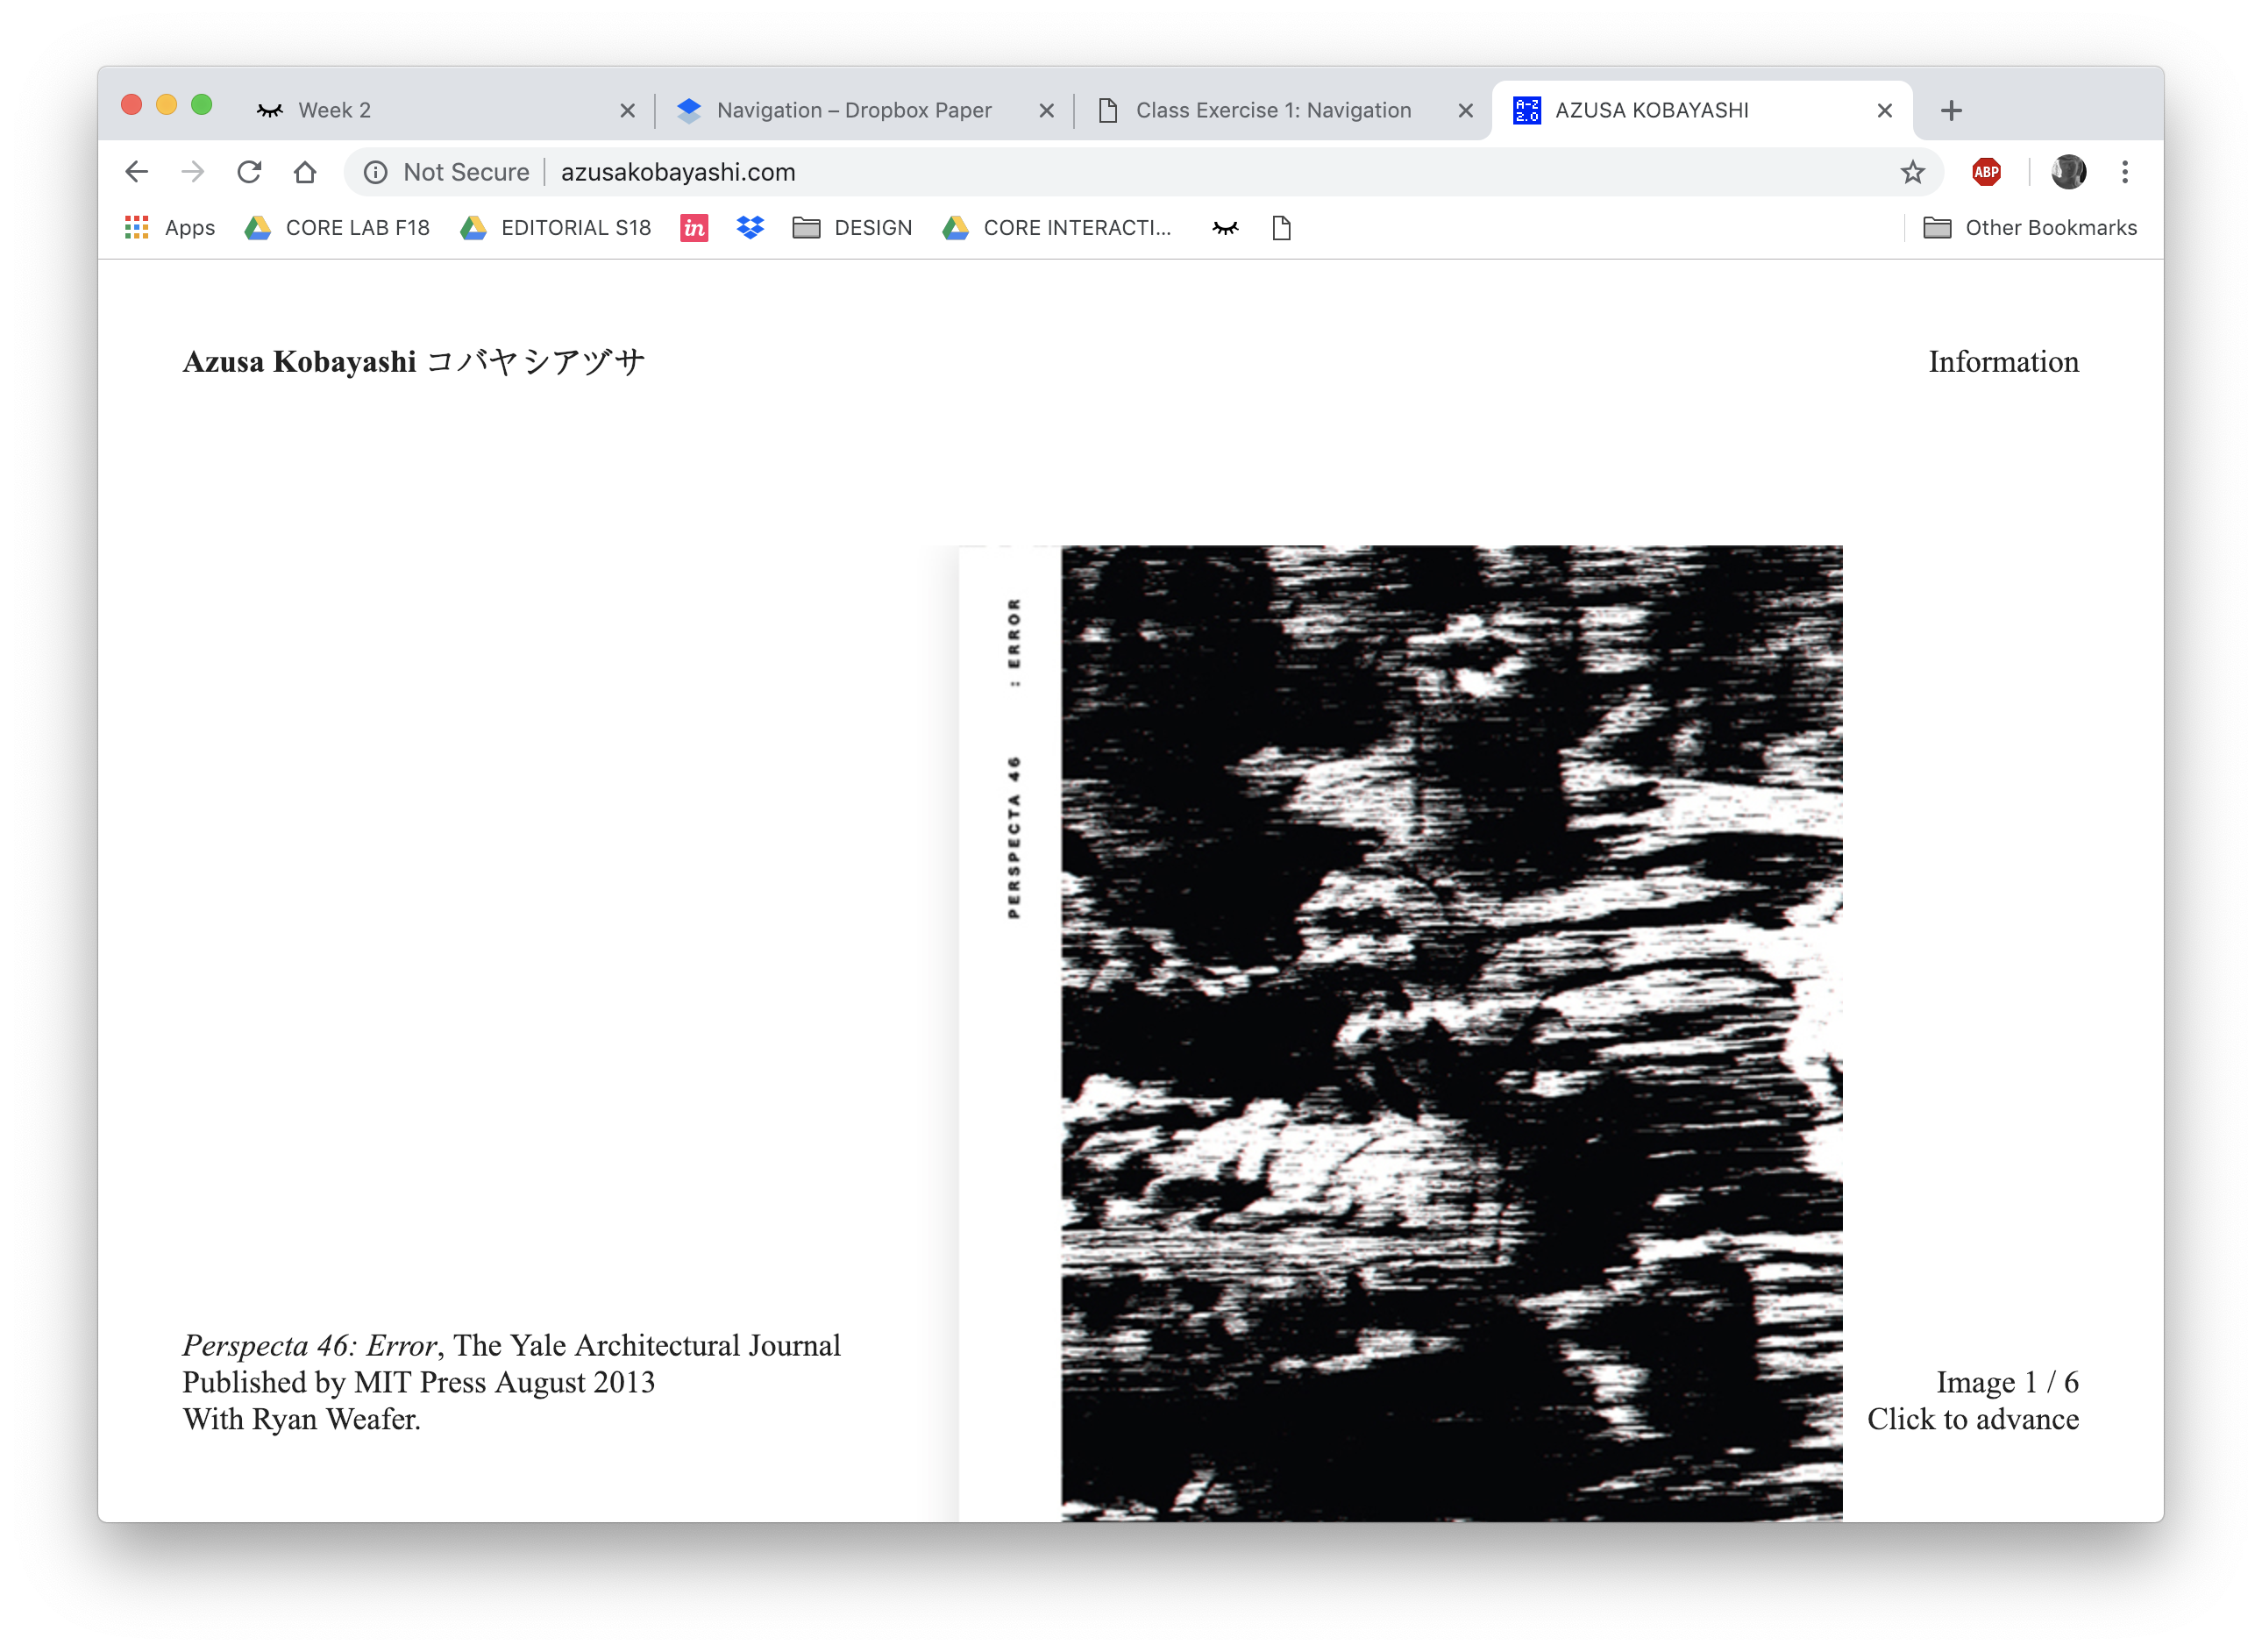 Week 2
Navigation – Dropbox Paper
Class Exercise 1: Navigation
A-Z
2.0
AZUSA KOBAYASHI
Not Secure
azusakobayashi.com
ABP
Apps
CORE LAB F18
EDITORIAL S18
in
DESIGN
CORE INTERACTI...
Other Bookmarks
Azusa Kobayashi コバヤシアヅサ
Information
PERSPECTA 46 : ERROR
Perspecta 46: Error, The Yale Architectural Journal
Published by MIT Press August 2013
With Ryan Weafer.
Image 1 / 6
Click to advance